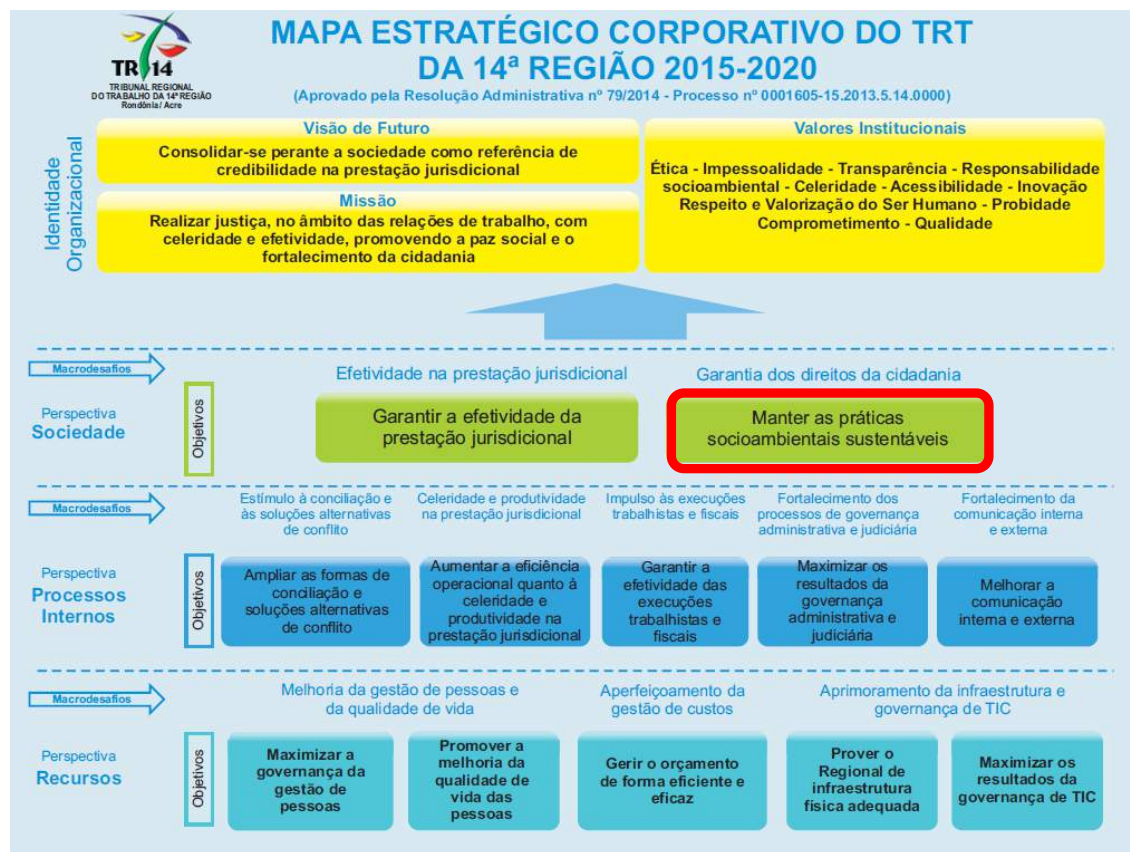 TR 14
TRIBUNAL REGIONAL
DO TRABALHO DA 14ª REGIÃO
Rondônia/ Acre
MAPA ESTRATÉGICO CORPORATIVO DO TRT
DA 14ª REGIÃO 2015-2020
(Aprovado pela Resolução Administrativa nº 79/2014 - Processo nº 0001605-15.2013.5.14.0000)
Identidade
Organizacional
Visão de Futuro
Consolidar-se perante a sociedade como referência de
credibilidade na prestação jurisdicional
Missão
Realizar justiça, no âmbito das relações de trabalho, com
celeridade e efetividade, promovendo a paz social e o
fortalecimento da cidadania
Valores Institucionais
Ética - Impessoalidade - Transparência - Responsabilidade
socioambiental - Celeridade - Acessibilidade - Inovação
Respeito e Valorização do Ser Humano - Probidade
Comprometimento - Qualidade
Macrodesafios
Efetividade na prestação jurisdicional
Garantia dos direitos da cidadania
Perspectiva
Sociedade
Objetivos
Garantir a efetividade da
prestação jurisdicional
Manter as práticas
socioambientais sustentáveis
Macrodesafios
Estímulo à conciliação e
às soluções alternativas
de conflito
Celeridade e produtividade
na prestação jurisdicional
Impulso às execuções
trabalhistas e fiscais
Fortalecimento dos
processos de governança
administrativa e judiciária
Fortalecimento da
comunicação interna
e externa
Perspectiva
Processos
Internos
Objetivos
Ampliar as formas de
conciliação e
soluções alternativas
de conflito
Aumentar a eficiência
operacional quanto à
celeridade e
produtividade na
prestação jurisdicional
Garantir a
efetividade das
execuções
trabalhistas e
fiscais
Maximizar os
resultados da
governança
administrativa e
judiciária
Melhorar a
comunicação
interna e externa
Macrodesafios
Melhoria da gestão de pessoas e
da qualidade de vida
Aperfeiçoamento da
gestão de custos
Aprimoramento da infraestrutura e
governança de TIC
Perspectiva
Recursos
Objetivos
Maximizar a
governança da
gestão de
pessoas
Promover a
melhoria da
qualidade de
vida das
pessoas
Gerir o orçamento
de forma eficiente e
eficaz
Prover o
Regional de
infraestrutura
física adequada
Maximizar os
resultados da
governança de TIC